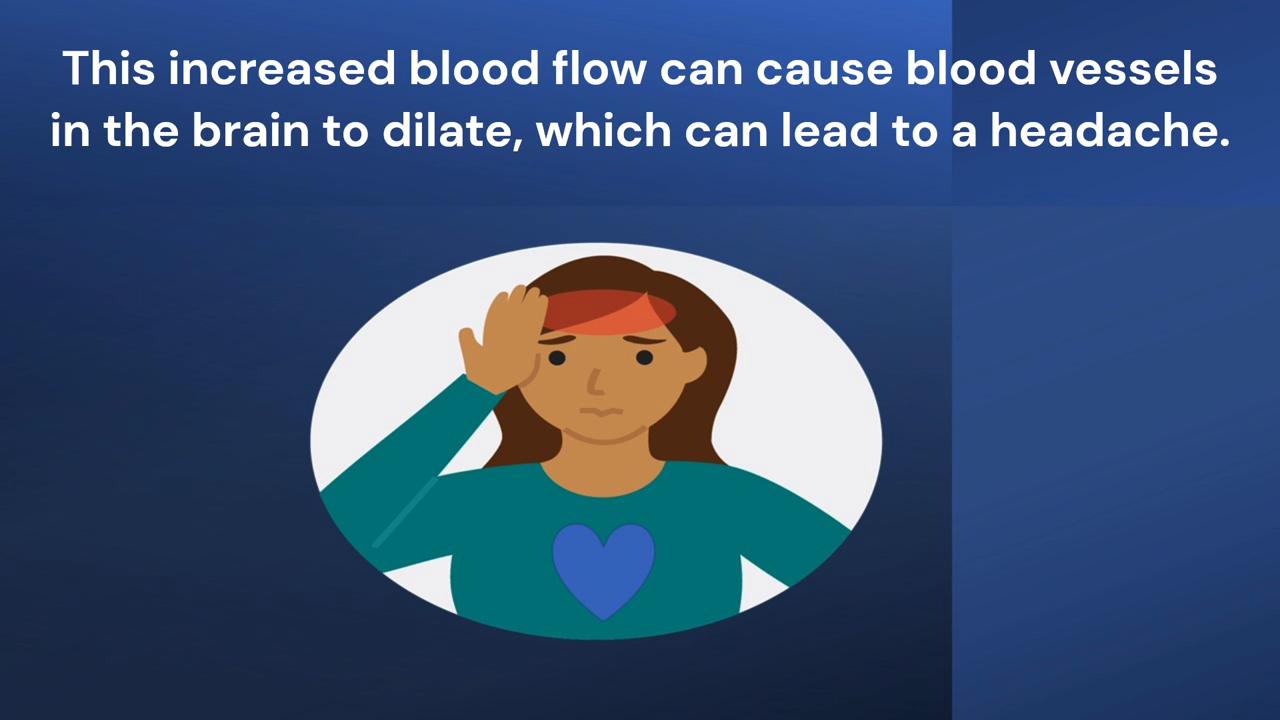 This increased blood flow can cause blood vessels
in the brain to dilate, which can lead to a headache.